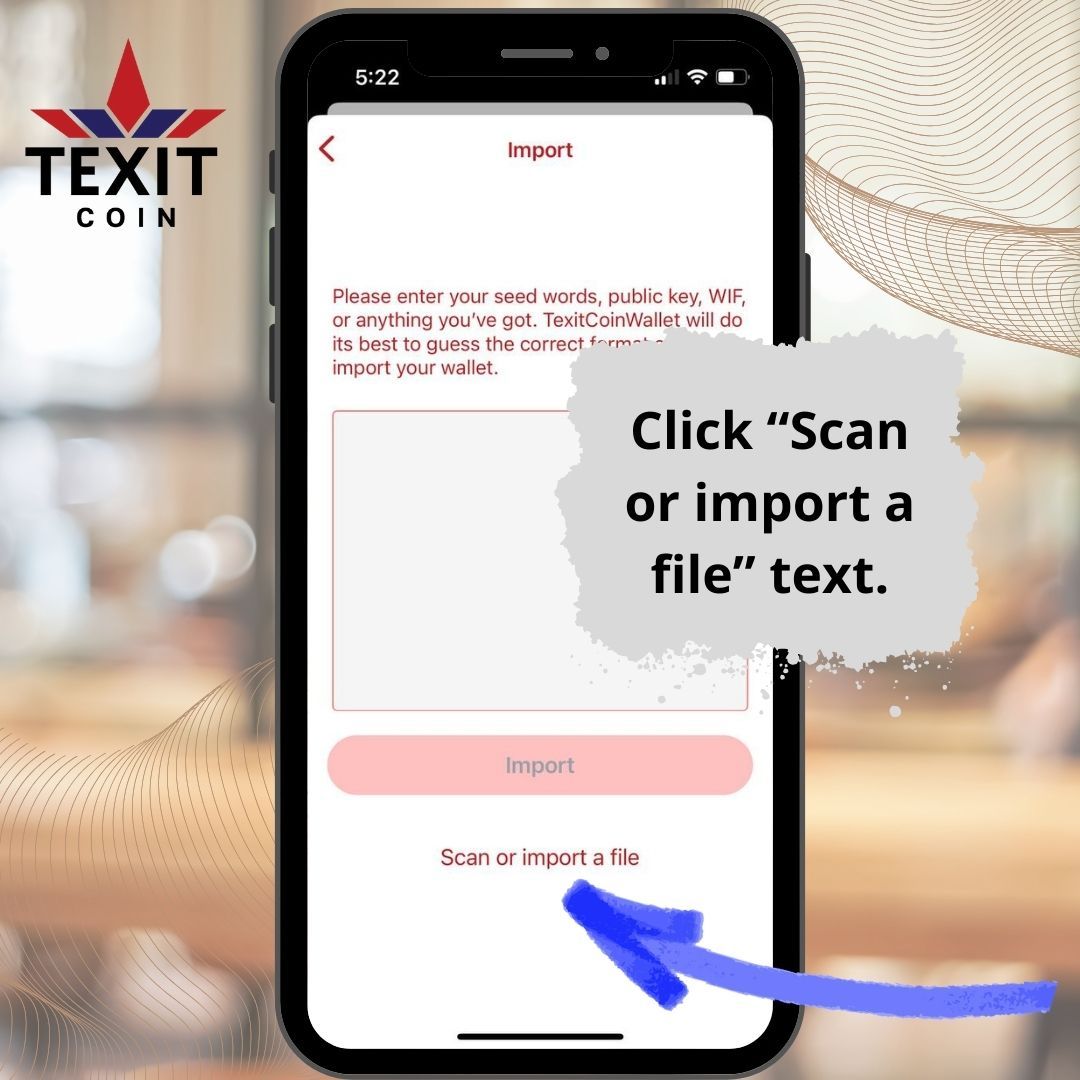 TEXIT
COIN
5:22
Import
Please enter your seed words, public key, WIF,
or anything you’ve got. TexitCoinWallet will do
its best to guess the correct format
import your wallet.
Click “Scan
or import a
file” text.
Import
Scan or import a file